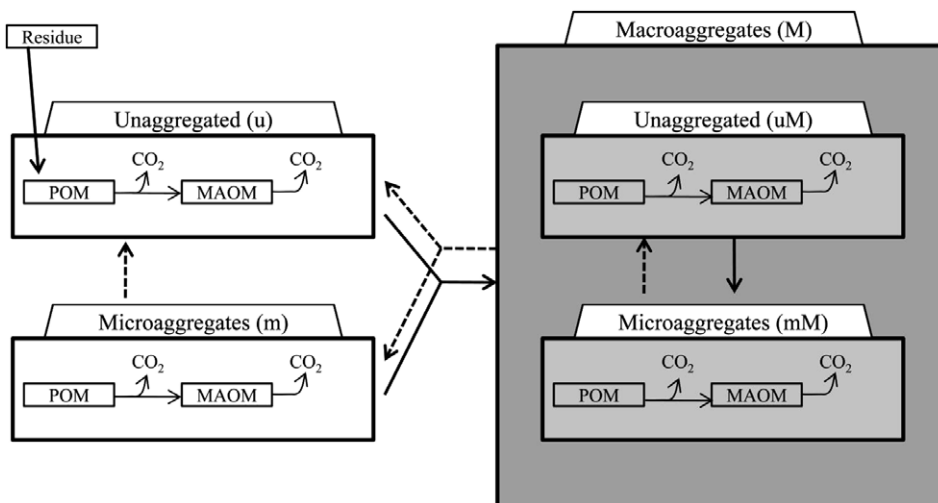 Macroaggregates (M)
Residue
Unaggregated (u)
CO₂
CO₂
POM
MAOM
Microaggregates (m)
CO₂
CO₂
POM
MAOM
Unaggregated (uM)
CO₂
CO₂
POM
MAOM
Microaggregates (mM)
CO₂
CO₂
POM
MAOM